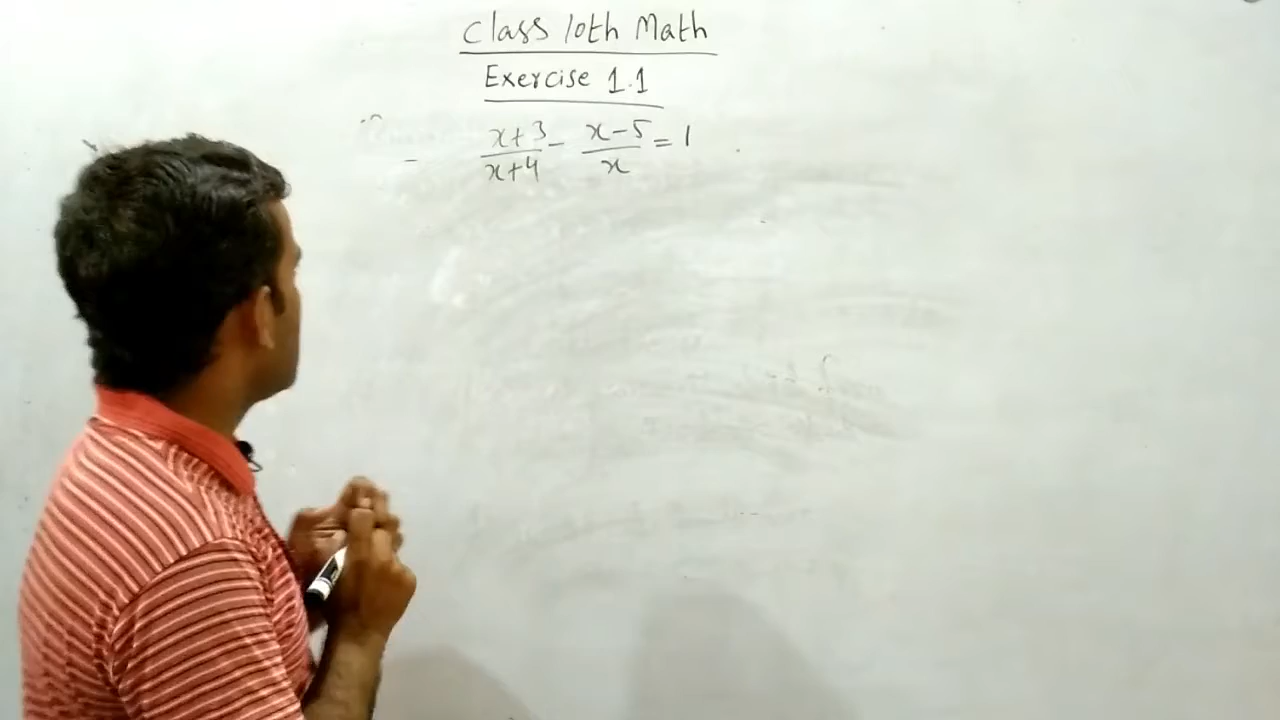 Class 10th Math
Exercise 1.1
x+3/x+4 - x-5/x = 1